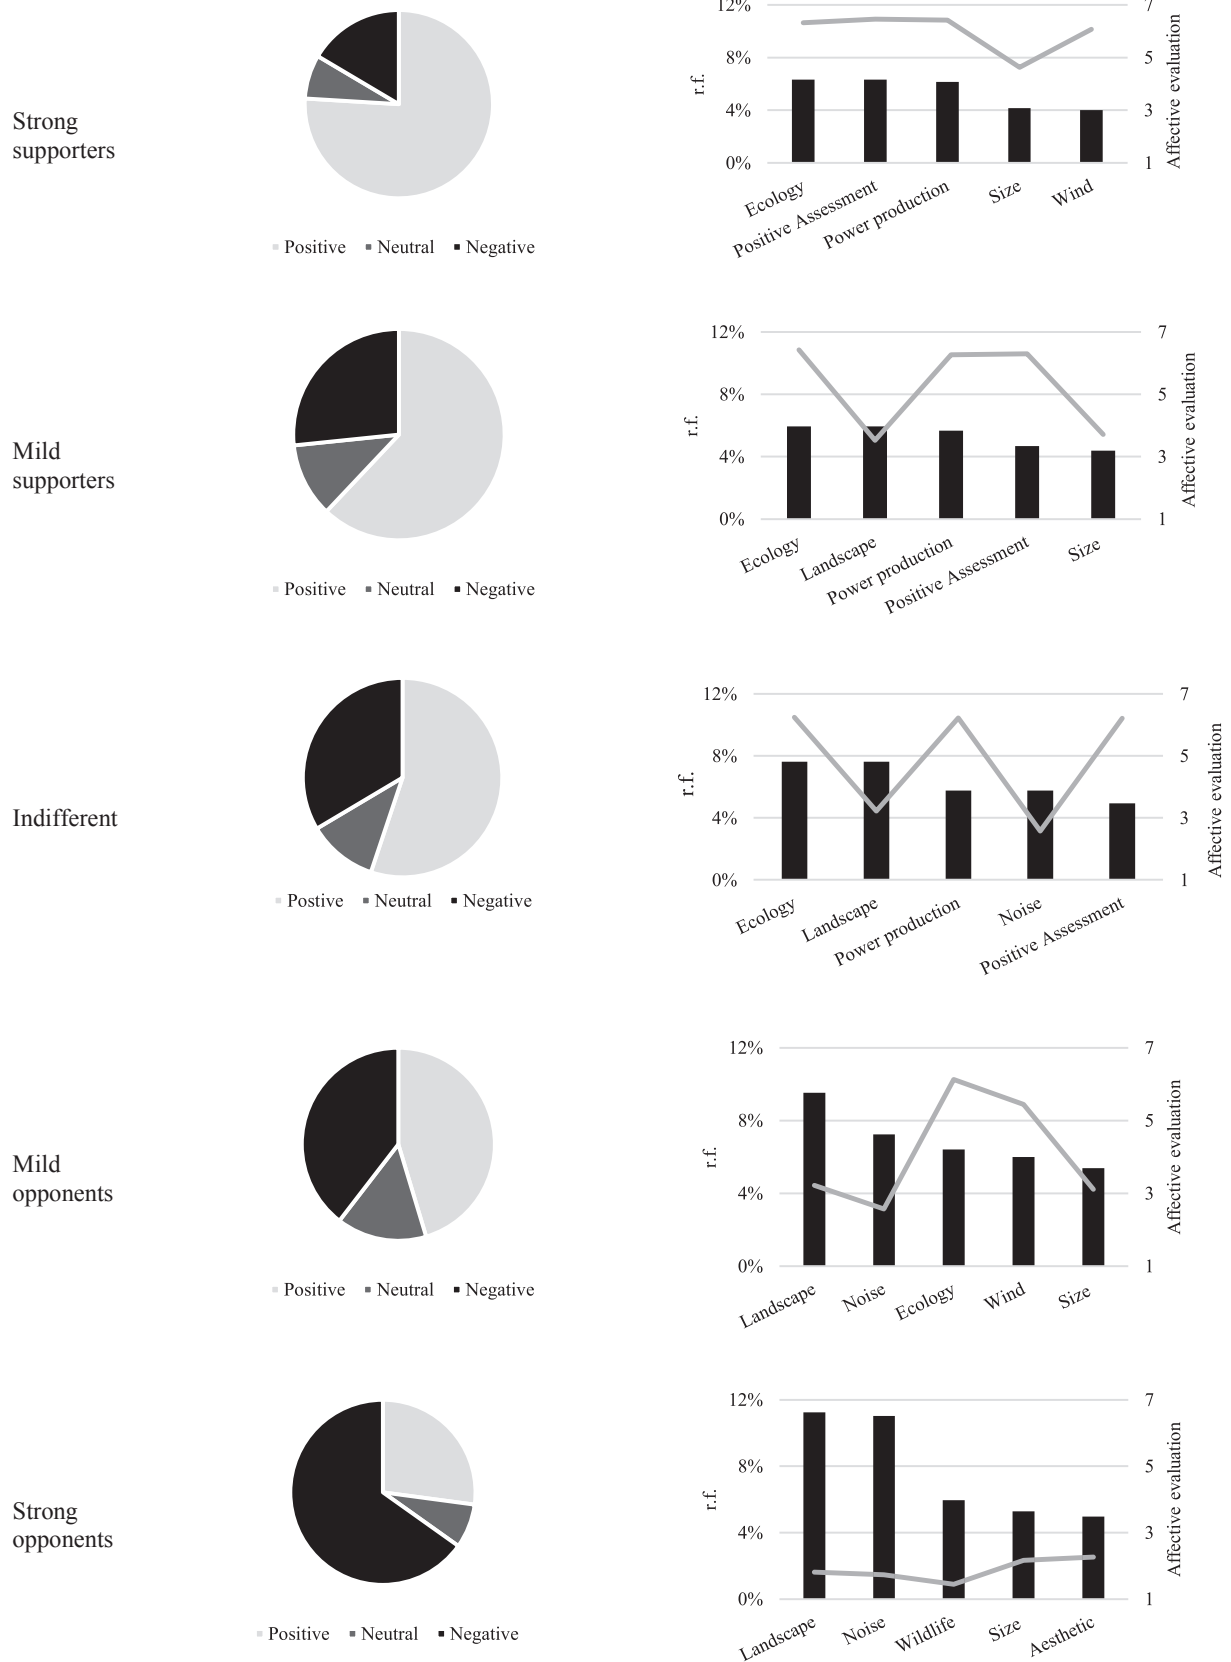 Strong
supporters
Positive Neutral Negative
12%
8%
4%
0%
r.f.
7
5
3
1
Affective evaluation
Ecology
Positive Assessment
Power production
Size
Wind
Mild
supporters
Positive Neutral Negative
12%
8%
4%
0%
r.f.
7
5
3
1
Affective evaluation
Ecology
Landscape
Power production
Positive Assessment
Size
Indifferent
Postive Neutral Negative
12%
8%
4%
0%
r.f.
7
5
3
1
Affective evaluation
Ecology
Landscape
Power production
Noise
Positive Assessment
Mild
opponents
Positive Neutral Negative
12%
8%
4%
0%
r.f.
7
5
3
1
Affective evaluation
Landscape
Noise
Ecology
Wind
Size
Strong
opponents
Positive Neutral Negative
12%
8%
4%
0%
r.f.
7
5
3
1
Affective evaluation
Landscape
Noise
Wildlife
Size
Aesthetic